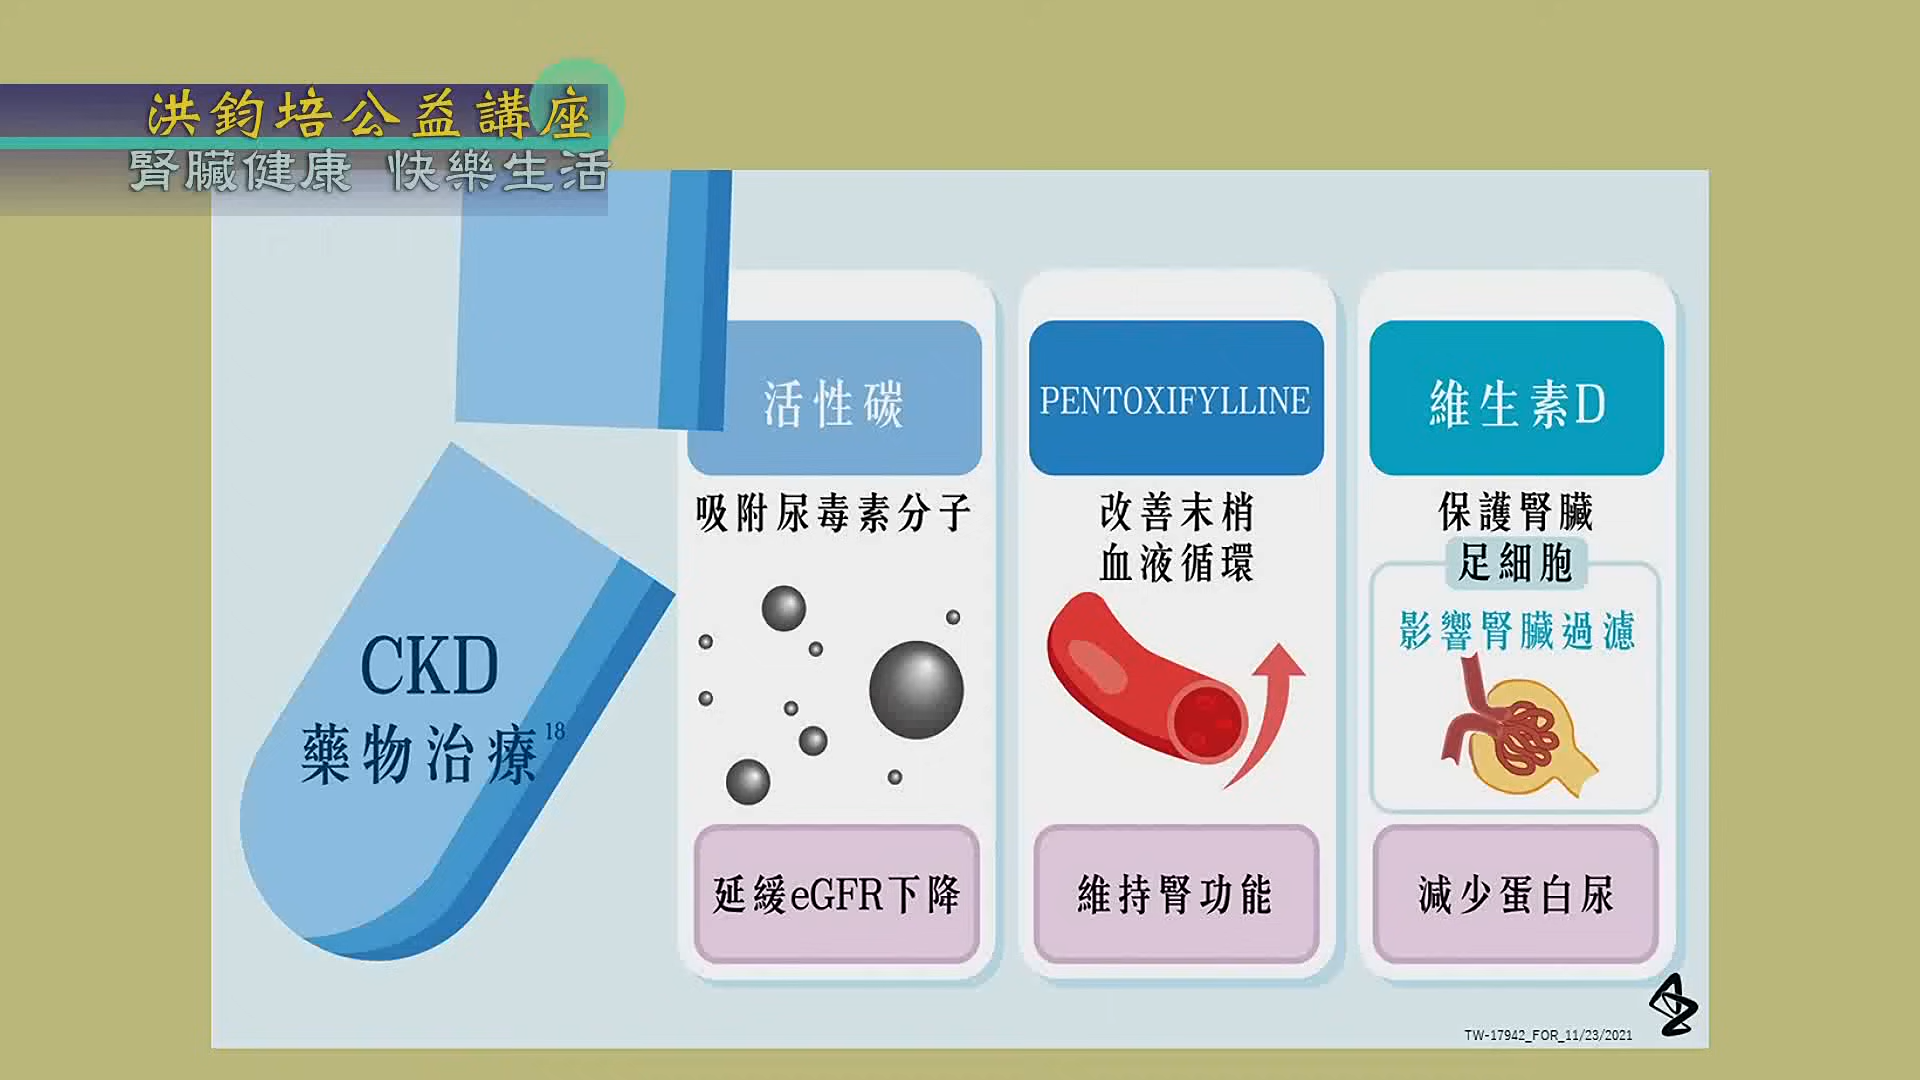 洪鈞培公益講座
腎臟健康 快樂生活
CKD
藥物治療18
活性碳
吸附尿毒素分子
延緩eGFR下降
PENTOXIFYLLINE
改善末梢
血液循環
維持腎功能
維生素D
保護腎臟
足細胞
影響腎臟過濾
減少蛋白尿
TW-17942_FOR_11/23/2021